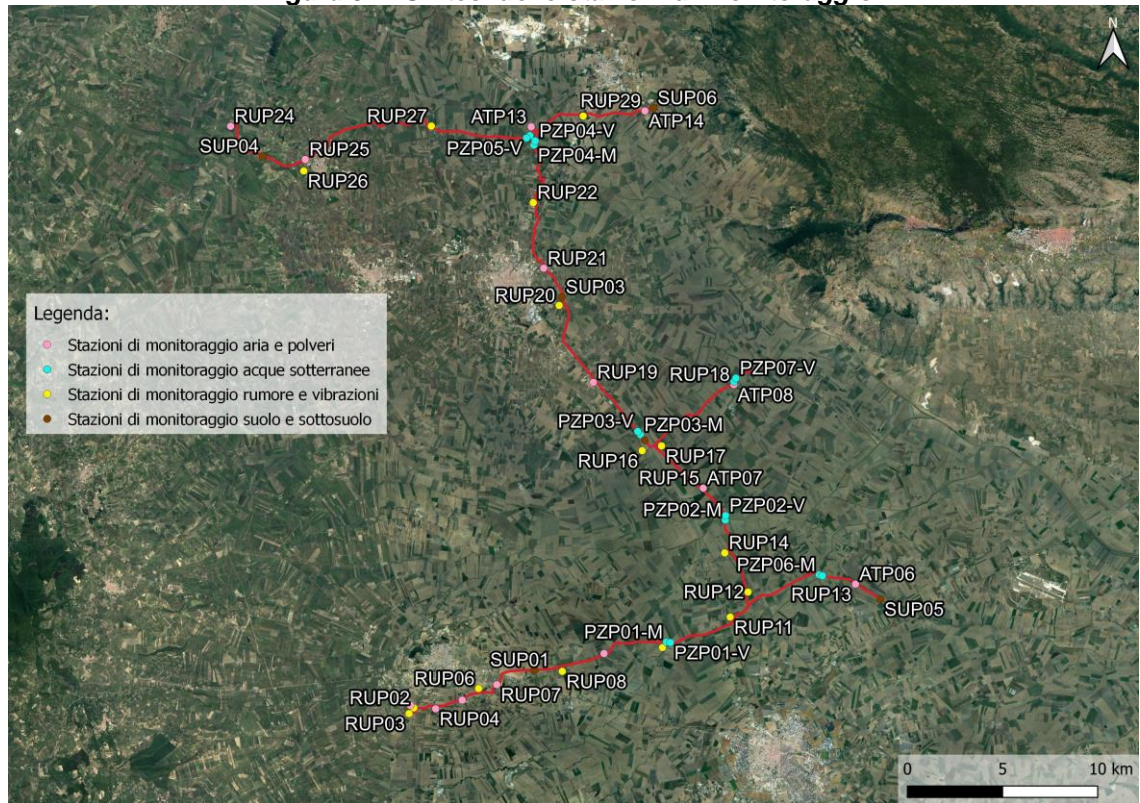 N
RUP29
SUP06
ATP13
ATP14
RUP24
RUP27
PZP04-V
PZP05-V
PZP04-M
SUP04
RUP25
RUP26
RUP22
RUP21
SUP03
RUP20
Legenda:
Stazioni di monitoraggio aria e polveri
Stazioni di monitoraggio acque sotterranee
Stazioni di monitoraggio rumore e vibrazioni
Stazioni di monitoraggio suolo e sottosuolo
RUP19
RUP18
PZP07-V
ATP08
PZP03-V
PZP03-M
RUP16
RUP17
RUP15
ATP07
PZP02-M
PZP02-V
RUP14
PZP06-M
RUP12
RUP13
ATP06
SUP05
RUP11
PZP01-M
PZP01-V
SUP01
RUP06
RUP07
RUP08
RUP02
RUP03
RUP04
0 5 10 km